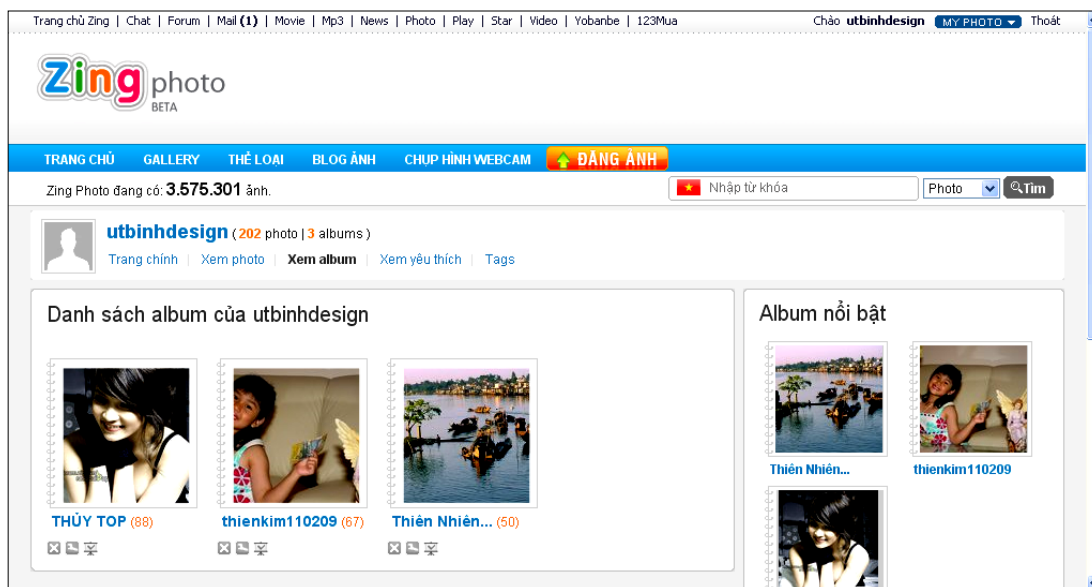 Trang chủ Zing | Chat | Forum | Mail (1) | Movie | Mp3 | News | Photo | Play | Star | Video | Yobanbe | 123Mua
Chào utbinhdesign MY PHOTO Thoát
Zing photo
BETA
TRANG CHỦ GALLERY THỂ LOẠI BLOG ẢNH CHỤP HÌNH WEBCAM ĐĂNG ẢNH
Zing Photo đang có: 3.575.301 ảnh.
Nhập từ khóa Photo Tìm
utbinhdesign ( 202 photo | 3 albums )
Trang chính | Xem photo | Xem album | Xem yêu thích | Tags
Danh sách album của utbinhdesign
THỦY TOP (88)
thienkim110209 (67)
Thiên Nhiên... (50)
Album nổi bật
Thiên Nhiên...
thienkim110209